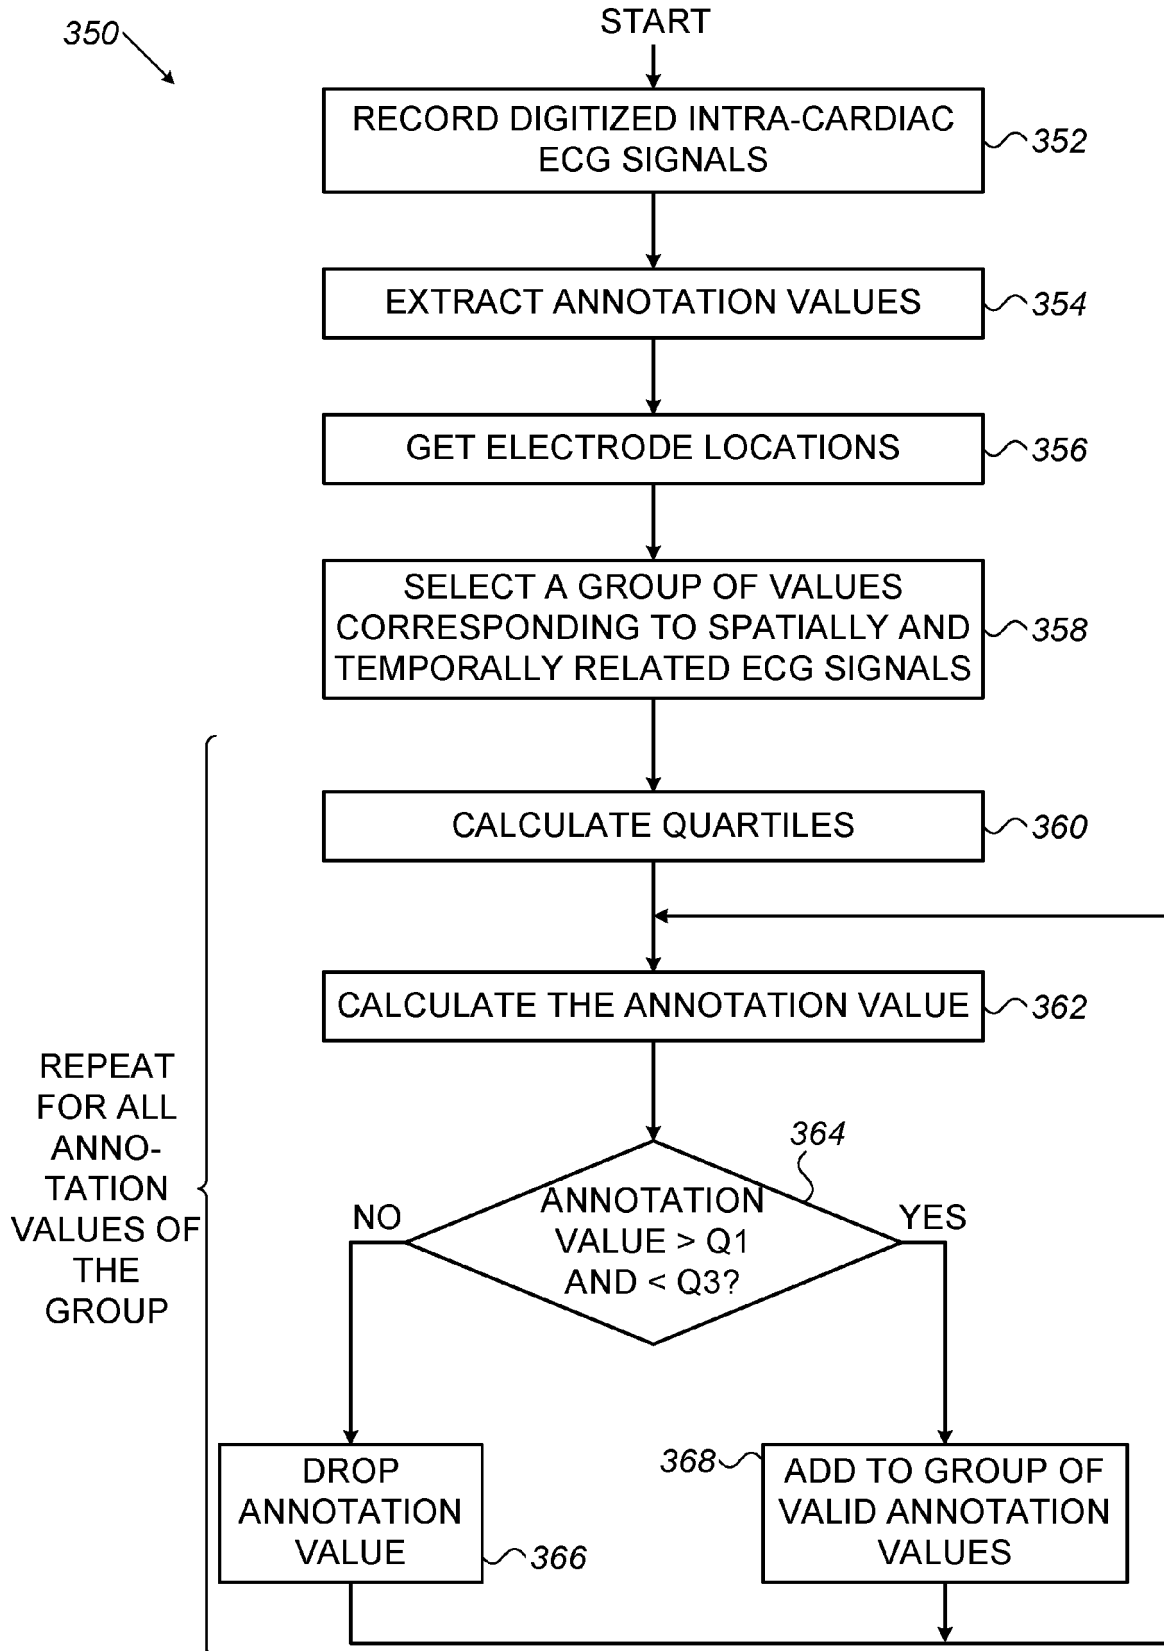 350
START
RECORD DIGITIZED INTRA-CARDIAC
ECG SIGNALS
352
EXTRACT ANNOTATION VALUES
354
GET ELECTRODE LOCATIONS
356
SELECT A GROUP OF VALUES
CORRESPONDING TO SPATIALLY AND
TEMPORALLY RELATED ECG SIGNALS
358
CALCULATE QUARTILES
360
CALCULATE THE ANNOTATION VALUE
362
REPEAT
FOR ALL
ANNO-
TATION
VALUES OF
THE
GROUP
364
ANNOTATION
VALUE > Q1
AND < Q3?
NO
YES
DROP
ANNOTATION
VALUE
366
368
ADD TO GROUP OF
VALID ANNOTATION
VALUES